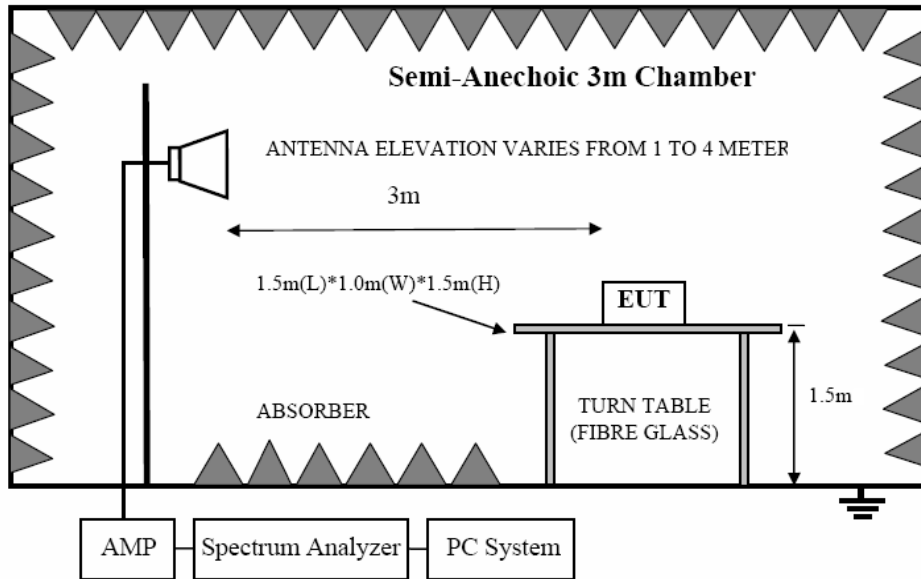 Semi-Anechoic 3m Chamber
ANTENNA ELEVATION VARIES FROM 1 TO 4 METER
3m
1.5m(L)*1.0m(W)*1.5m(H)
EUT
1.5m
ABSORBER
TURN TABLE
(FIBRE GLASS)
AMP
Spectrum Analyzer
PC System